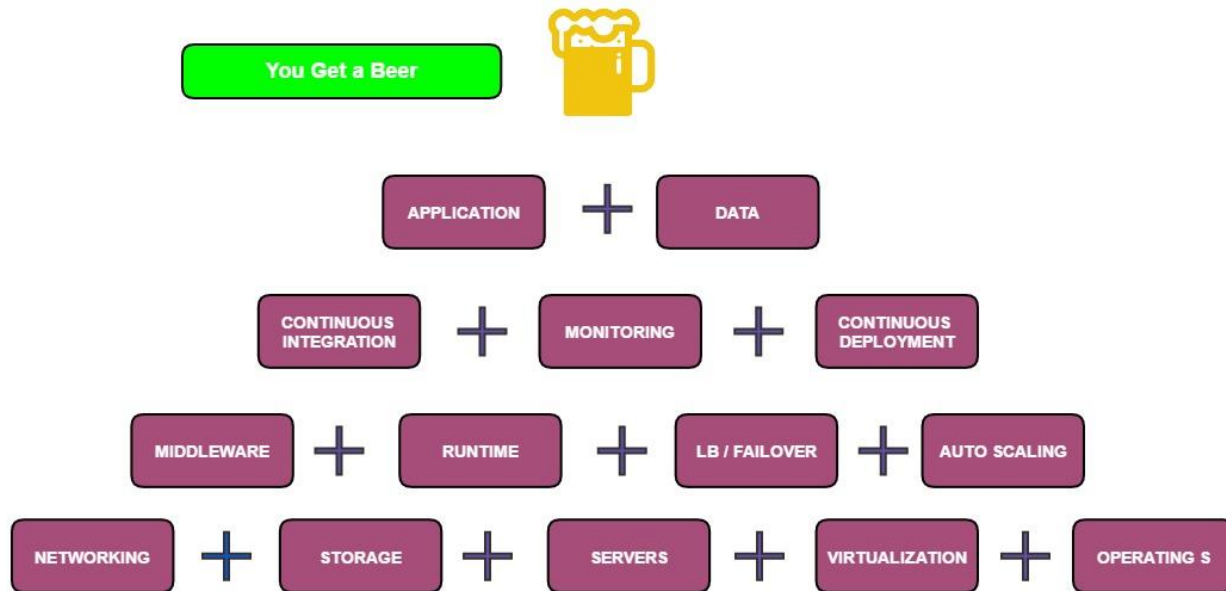 You Get a Beer
APPLICATION + DATA
CONTINUOUS INTEGRATION + MONITORING + CONTINUOUS DEPLOYMENT
MIDDLEWARE + RUNTIME + LB / FAILOVER + AUTO SCALING
NETWORKING + STORAGE + SERVERS + VIRTUALIZATION + OPERATING S